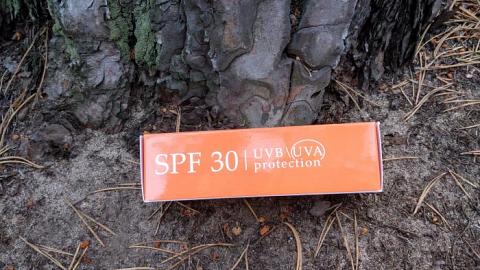 SPF 30 | UVB \ UVA
protection